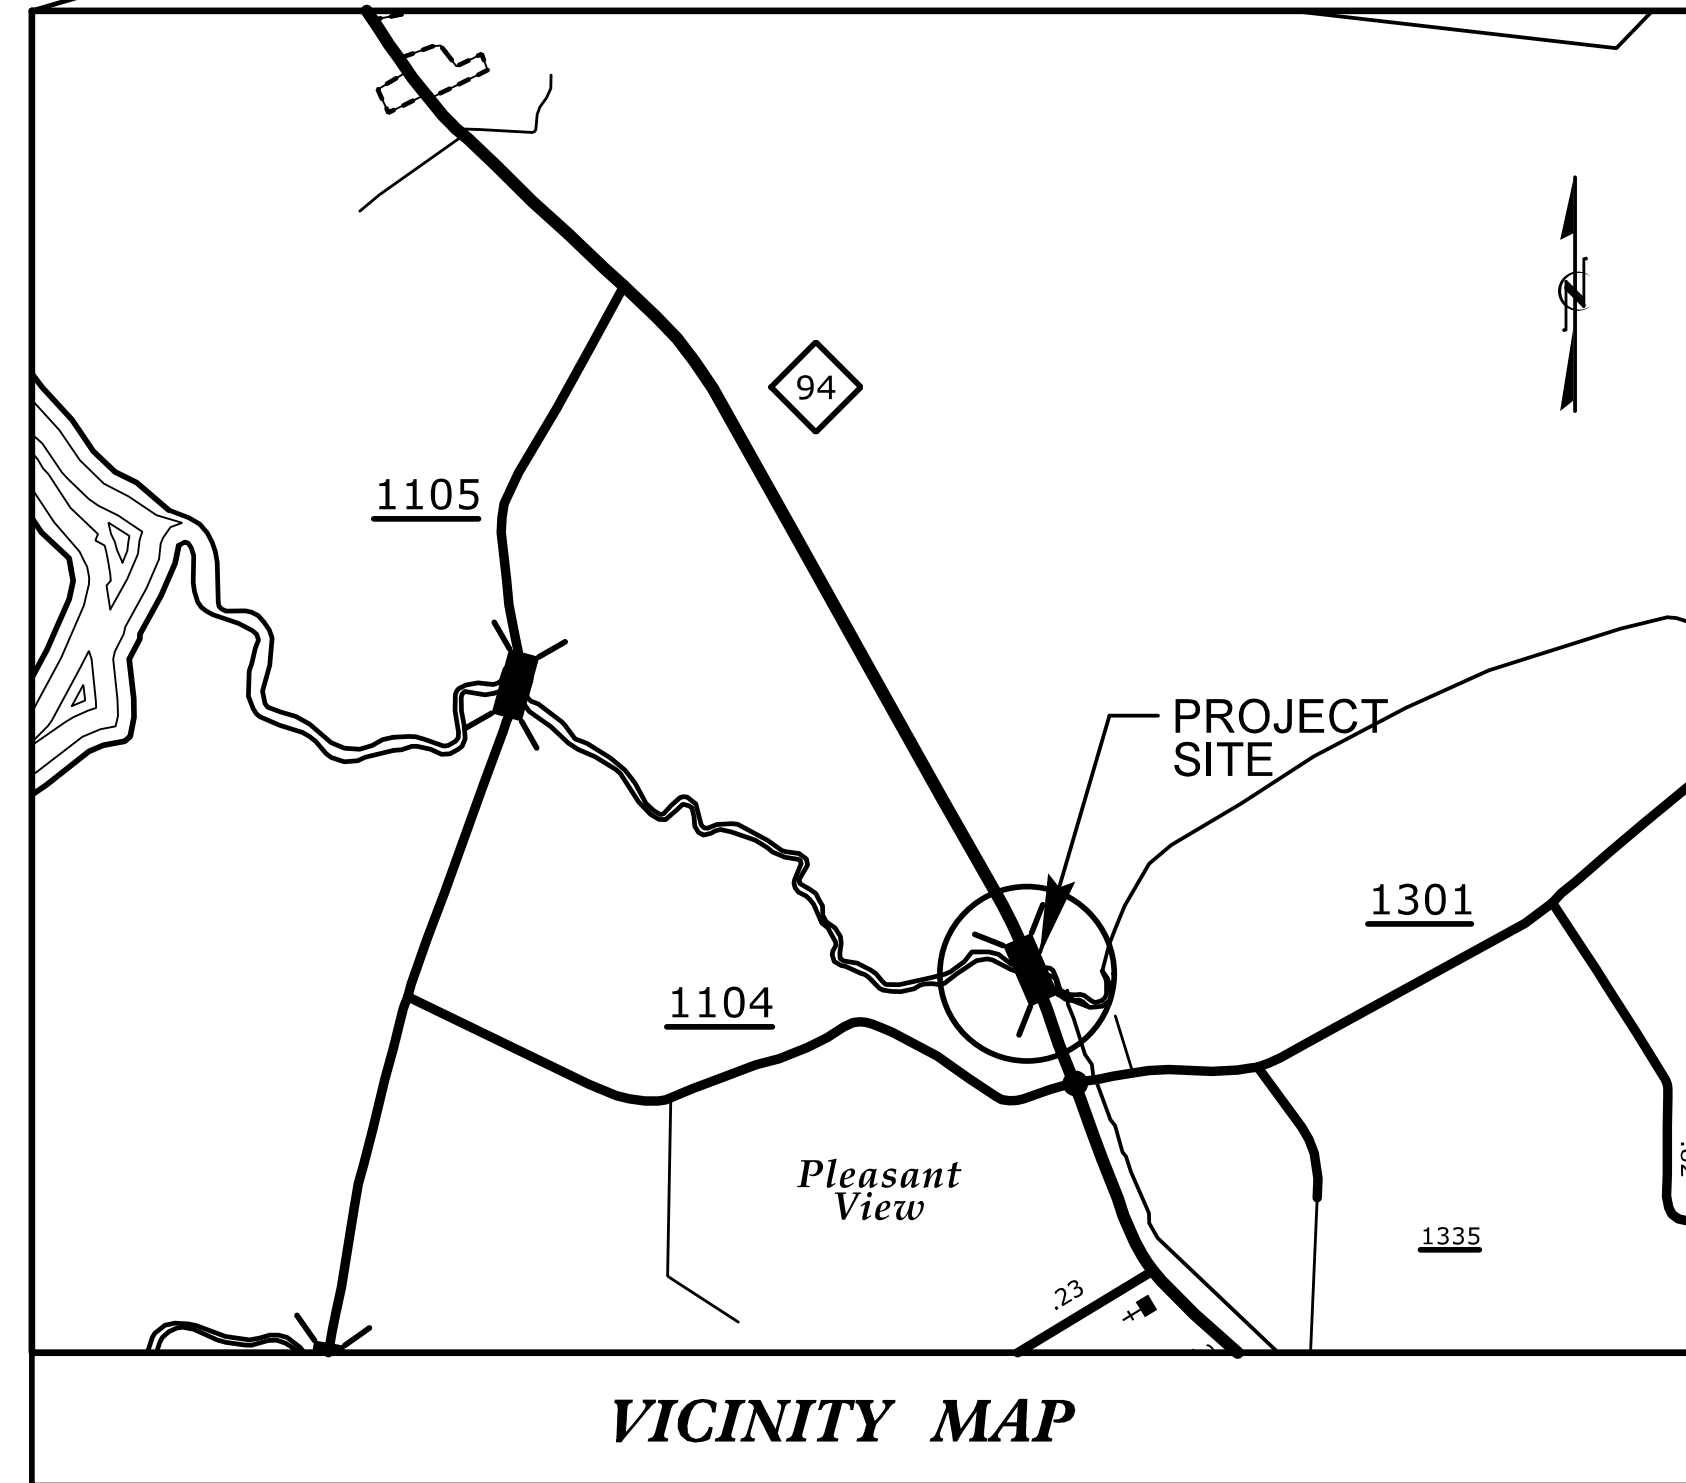 94
1105
PROJECT
SITE
1301
1104
Pleasant
View
1335
.23
VICINITY MAP